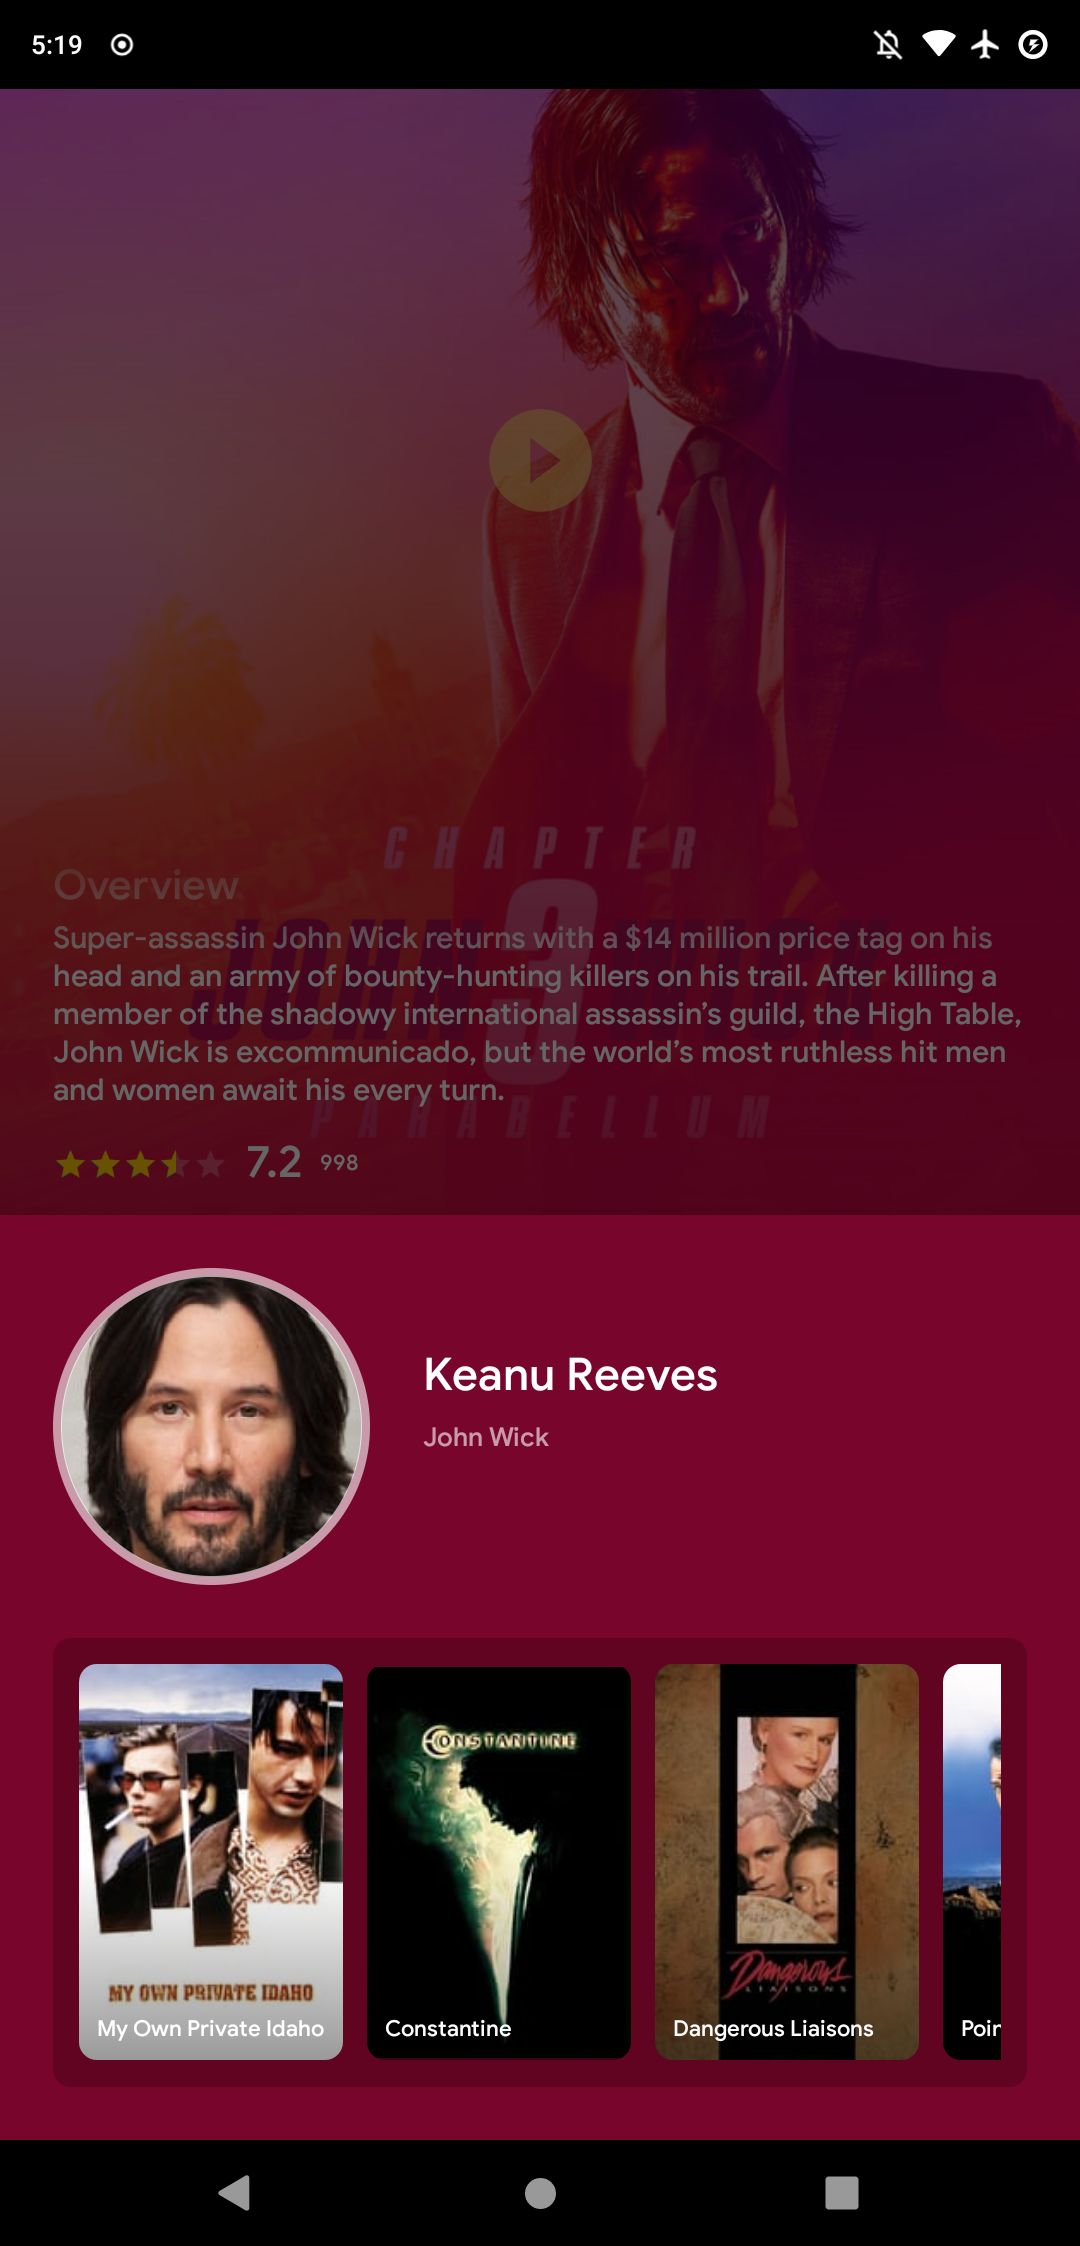 5:19
CHAPTER
3
JOHN WICK
PARABELLUM
Overview
Super-assassin John Wick returns with a $14 million price tag on his
head and an army of bounty-hunting killers on his trail. After killing a
member of the shadowy international assassin’s guild, the High Table,
John Wick is excommunicado, but the world’s most ruthless hit men
and women await his every turn.
7.2 998
Keanu Reeves
John Wick
MY OWN PRIVATE IDAHO
My Own Private Idaho
CONSTANTINE
Constantine
Dangerous
LIAISONS
Dangerous Liaisons
Poin